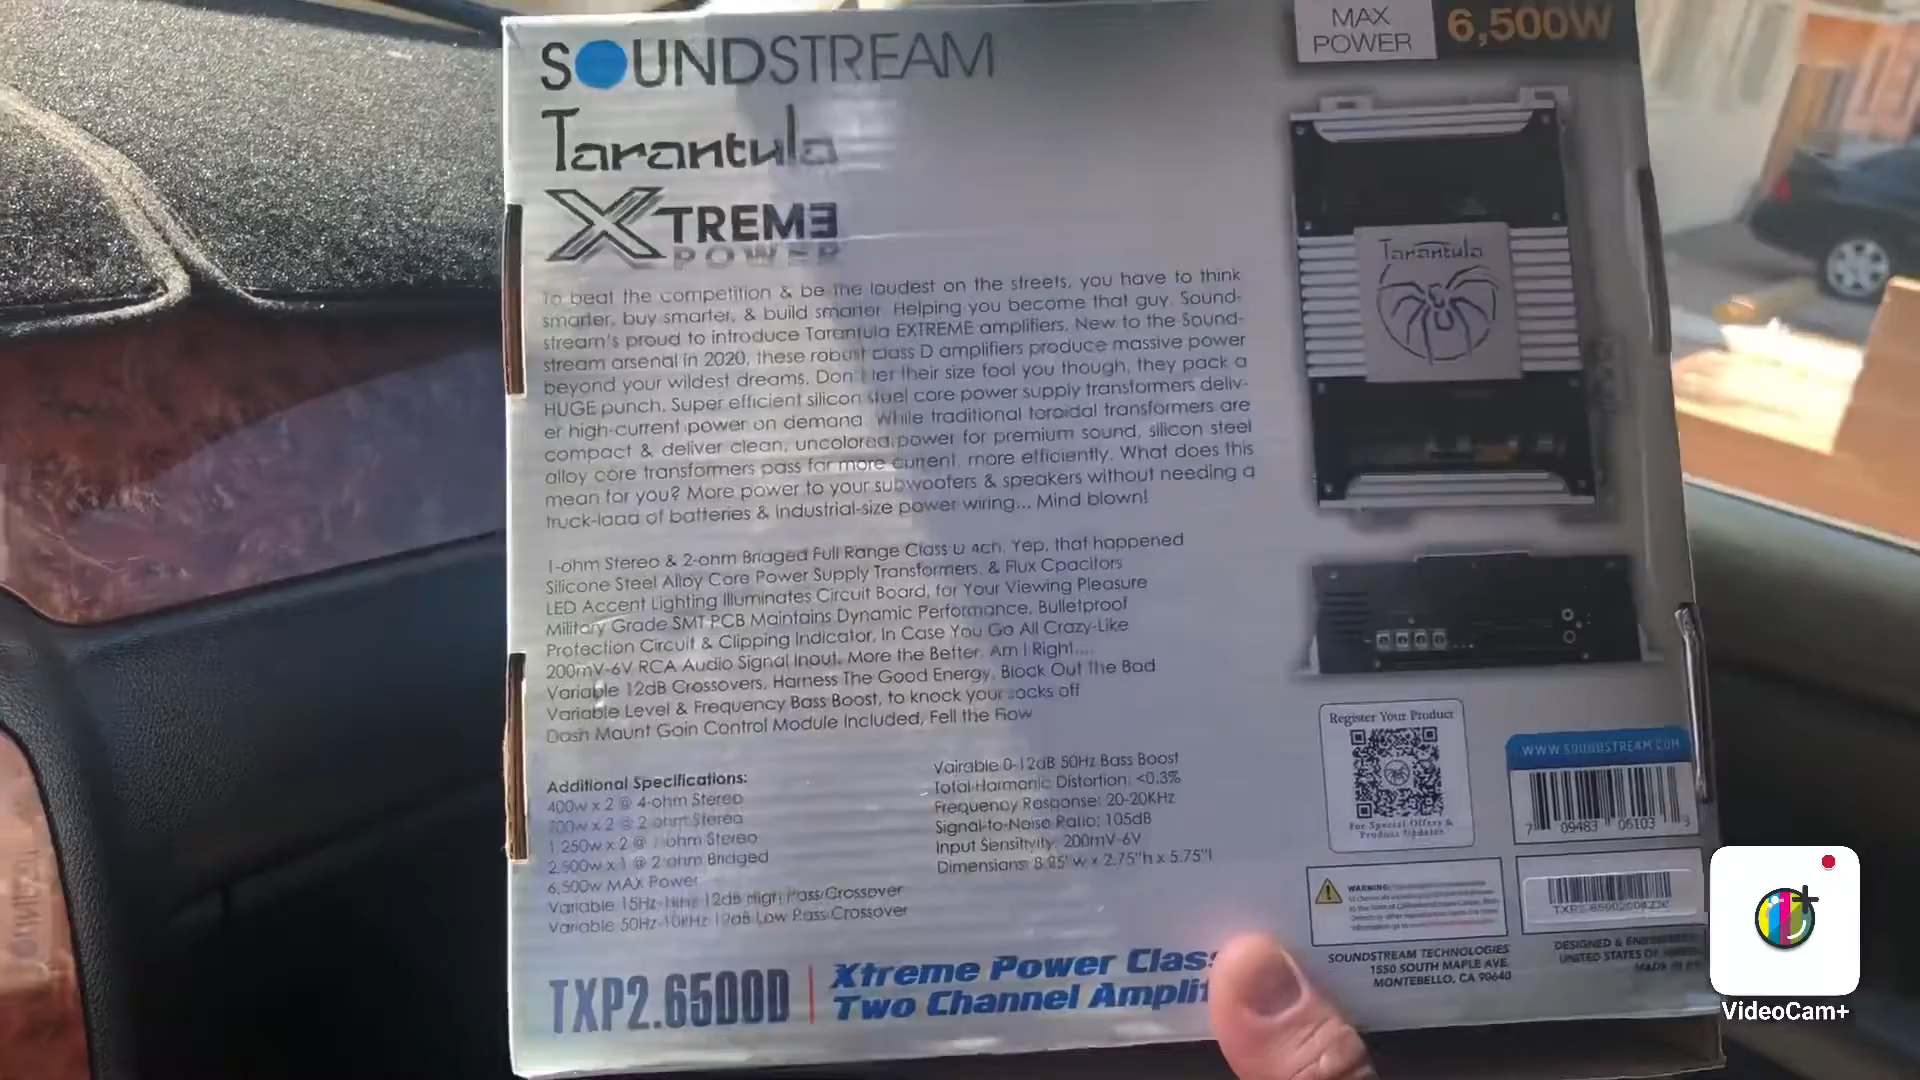 SOUNDSTREAM
Tarantula
XTREME
POWER
To beat the competition & be the loudest on the streets, you have to think
smarter, buy smarter, & build smarter. Helping you become that guy. Sound-
stream's proud to introduce Tarantula EXTREME amplifiers. New to the Sound-
stream arsenal in 2020, these robust class D amplifiers produce massive power
beyond your wildest dreams. Don't let their size fool you though, they pack a
HUGE punch. Super efficient silicon steel core power supply transformers deliv-
er high-current power on demand. While traditional toroidal transformers are
compact & deliver clean, uncolored power for premium sound, silicon steel
alloy core transformers pass far more current, more efficiently. What does this
mean for you? More power to your subwoofers & speakers without needing a
truck-load of batteries & industrial-size power wiring... Mind blown!
1-ohm Stereo & 2-ohm Bridged Full Range Class D 4ch. Yep, that happened
Silicone Steel Alloy Core Power Supply Transformers. & Flux Cpacitors
LED Accent Lighting Illuminates Circuit Board, for Your Viewing Pleasure
Military Grade SMT PCB Maintains Dynamic Performance, Bulletproof
Protection Circuit & Clipping Indicator, In Case You Go All Crazy-Like
200mV-6V RCA Audio Signal Input. More the Better, Am I Right....
Variable 12dB Crossovers, Harness The Good Energy, Block Out The Bad
Variable Level & Frequency Bass Boost, to knock your socks off
Dash Mount Gain Control Module Included, Fell the Flow
Additional Specifications:
400w x 2 @ 4-ohm Stereo
700w x 2 @ 2-ohm Stereo
1,250w x 2 @ 1-ohm Stereo
2,500w x 1 @ 2 ohm Bridged
6,500w MAX Power
Variable 15Hz- 12dB High Pass Crossover
Variable 50Hz-10kHz 12dB Low Pass Crossover
Vairable 0-12dB 50Hz Bass Boost
Total Harmonic Distortion: <0.3%
Frequency Response: 20-20KHz
Signal-to-Noise Ratio: 105dB
Input Sensitivity: 200mV-6V
Dimensions: 8.25"w x 2.75"h x 5.75"l
TXP2.6500D
Xtreme Power Class
Two Channel Amplif
MAX
POWER
6,500W
Tarantula
Register Your Product
For Special Offers &
Product Updates
WWW.SOUNDSTREAM.COM
7 09483 06103 3
WARNING:
SOUNDSTREAM TECHNOLOGIES
1550 SOUTH MAPLE AVE.
MONTEBELLO, CA 90640
DESIGNED &
UNITED STATES OF
MADE IN
VideoCam+